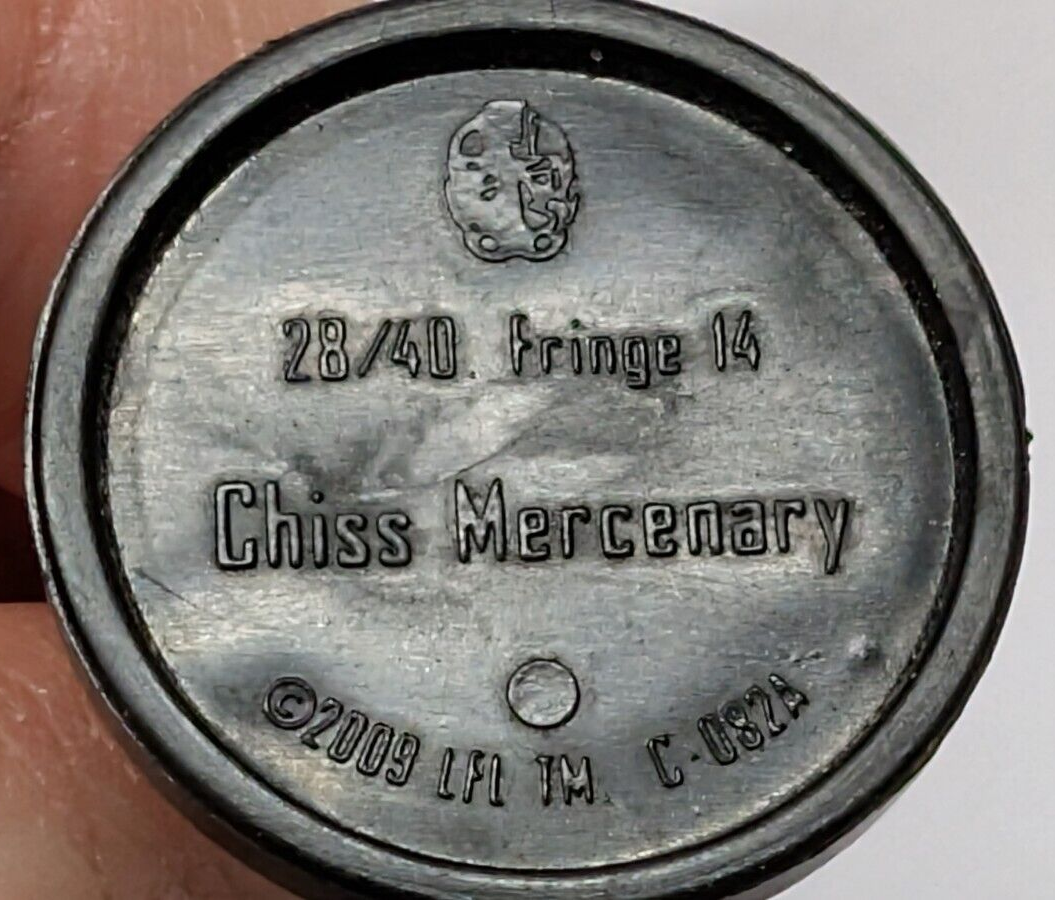 28/40 Fringe 14
Chiss Mercenary
©2009 LFL TM. C-082A